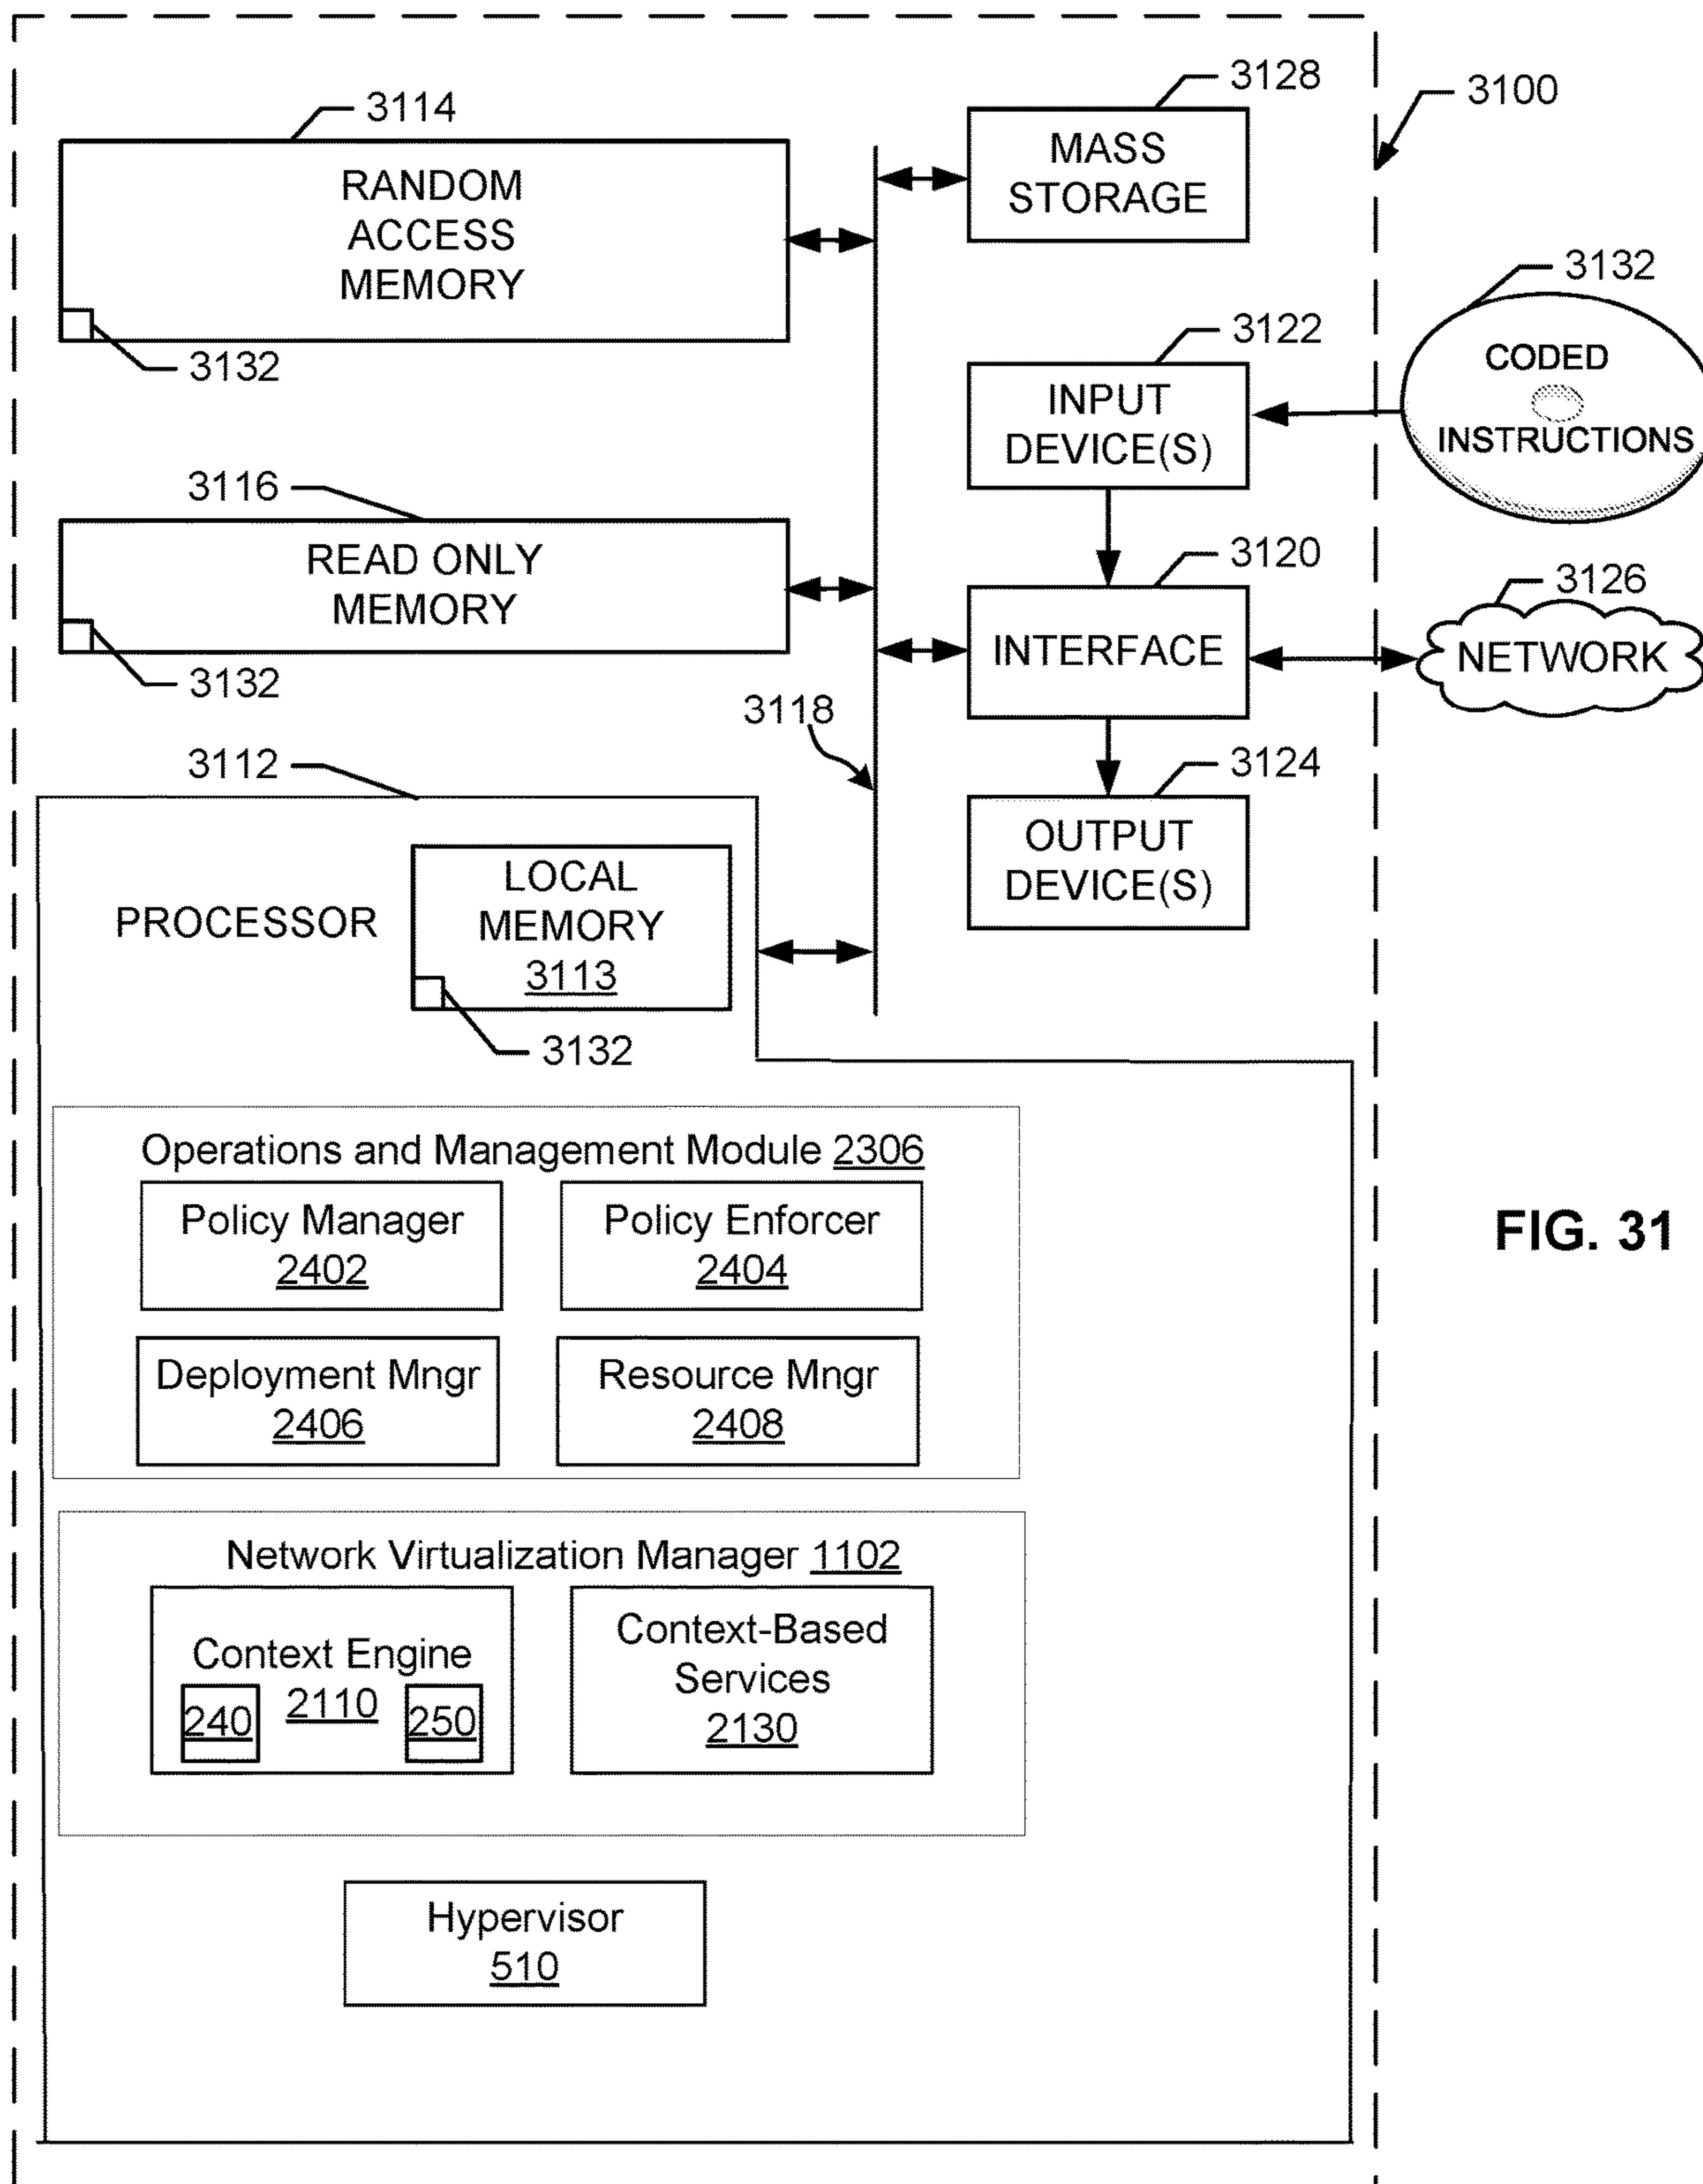 3128
3100
3114
MASS
STORAGE
RANDOM
ACCESS
MEMORY
3132
3132
3122
CODED
INSTRUCTIONS
INPUT
DEVICE(S)
3116
3120
3126
READ ONLY
MEMORY
INTERFACE
NETWORK
3132
3118
3112
3124
OUTPUT
DEVICE(S)
PROCESSOR
LOCAL
MEMORY
3113
3132
Operations and Management Module 2306
Policy Manager
2402
Policy Enforcer
2404
FIG. 31
Deployment Mngr
2406
Resource Mngr
2408
Network Virtualization Manager 1102
Context Engine
2110
240
250
Context-Based
Services
2130
Hypervisor
510